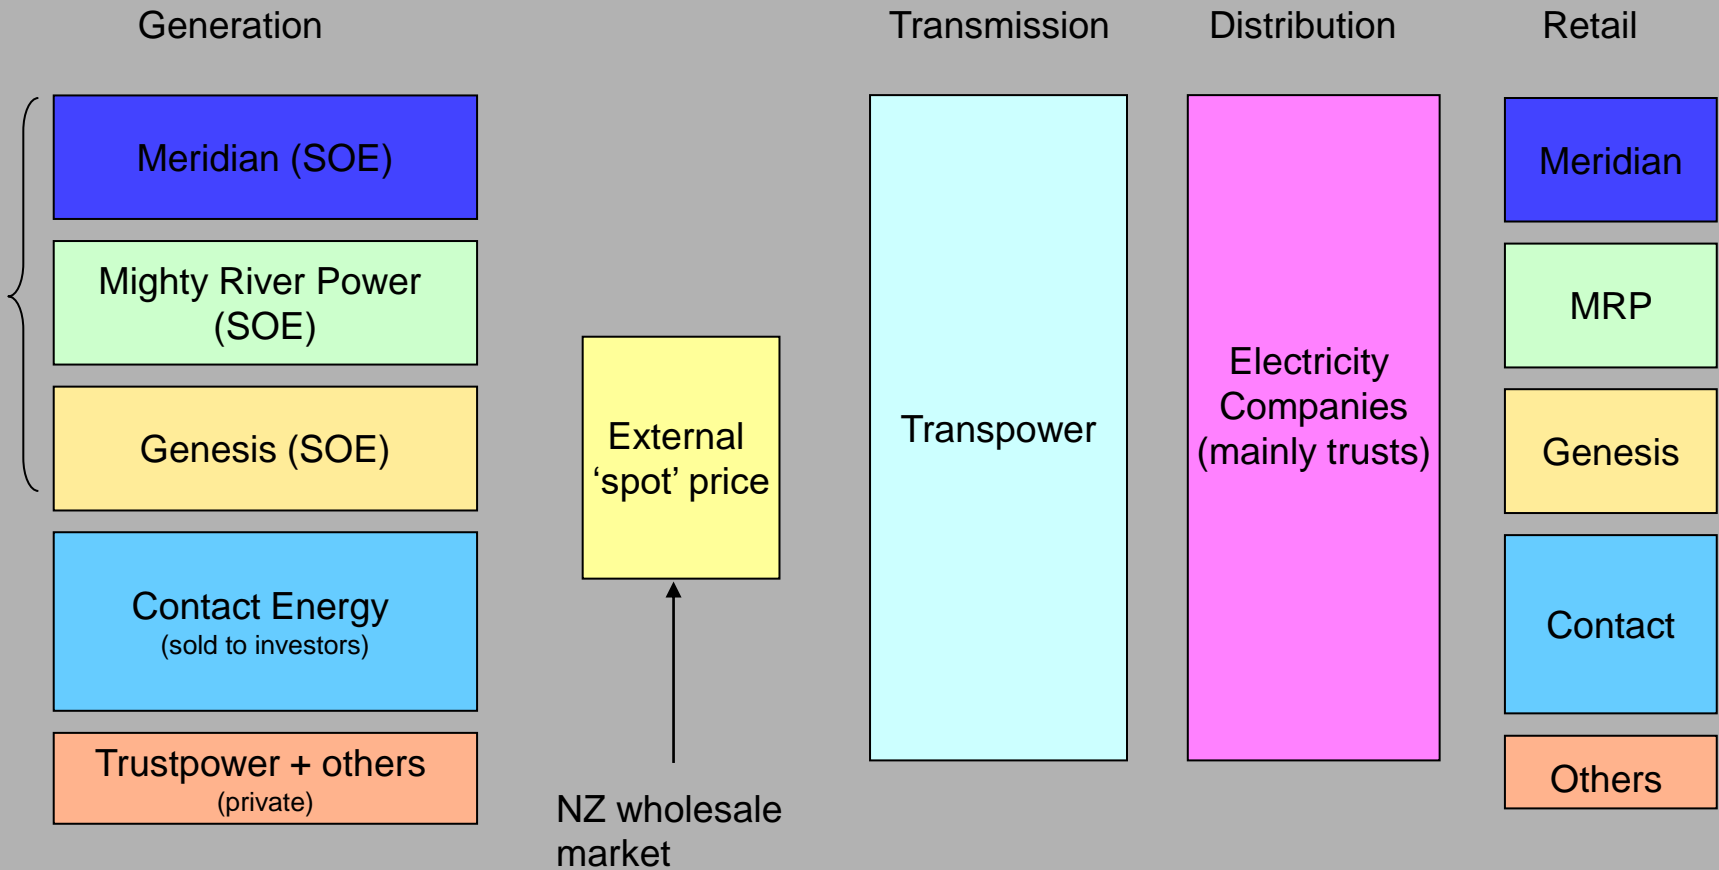 Generation
Transmission
Distribution
Retail
Meridian (SOE)
Mighty River Power
(SOE)
Genesis (SOE)
Contact Energy
(sold to investors)
Trustpower + others
(private)
External
‘spot’ price
NZ wholesale
market
Transpower
Electricity
Companies
(mainly trusts)
Meridian
MRP
Genesis
Contact
Others